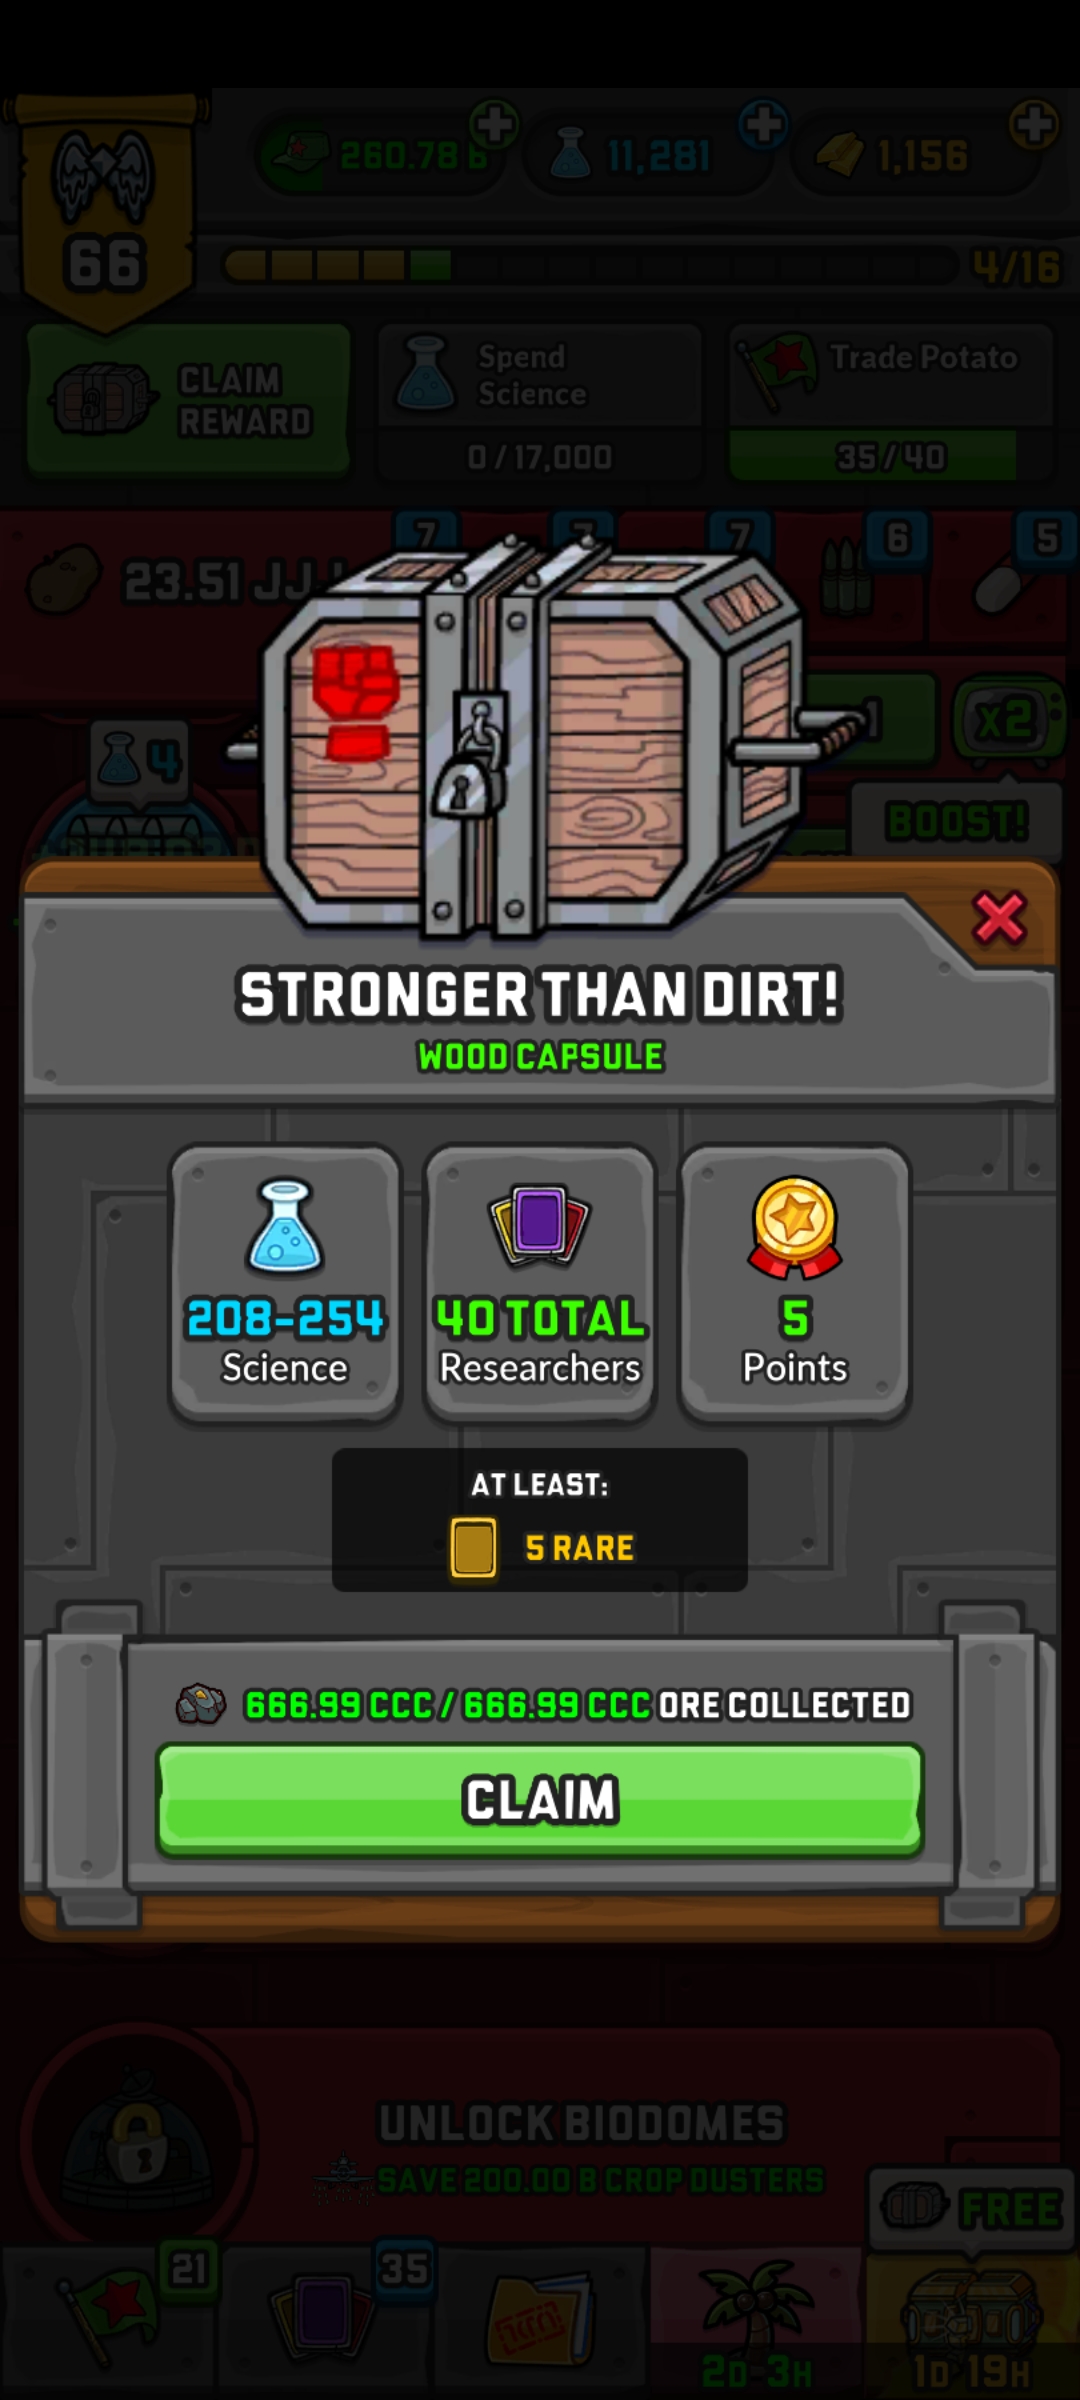 260.78 B
11,281
1,156
66
4/16
CLAIM
REWARD
Spend
Science
0/17,000
Trade Potato
35/40
7
7
7
6
5
23.51 JJJ
4
1
x2
BOOST!
STRONGER THAN DIRT!
WOOD CAPSULE
208-254
Science
40 TOTAL
Researchers
5
Points
AT LEAST:
5 RARE
666.99 CCC / 666.99 CCC ORE COLLECTED
CLAIM
UNLOCK BIODOMES
SAVE 200.00 B CROP DUSTERS
FREE
21
35
2D 3H
1D 19H